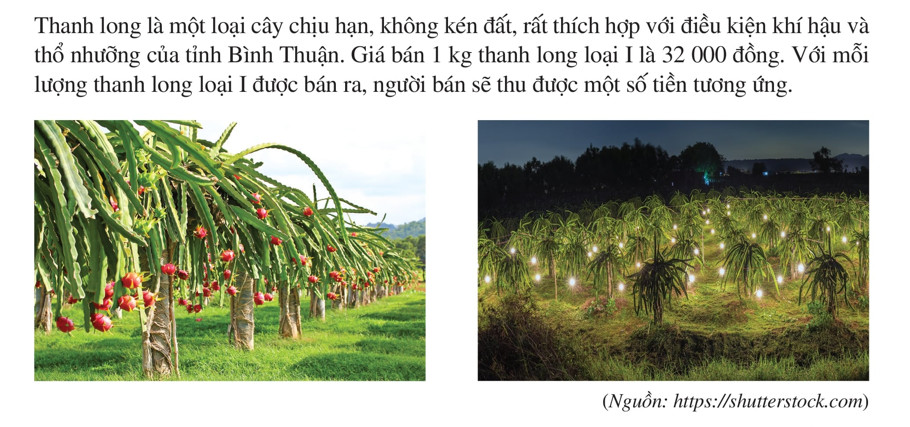 Thanh long là một loại cây chịu hạn, không kén đất, rất thích hợp với điều kiện khí hậu và
thổ nhưỡng của tỉnh Bình Thuận. Giá bán 1 kg thanh long loại I là 32 000 đồng. Với mỗi
lượng thanh long loại I được bán ra, người bán sẽ thu được một số tiền tương ứng.
(Nguồn: https://shutterstock.com)